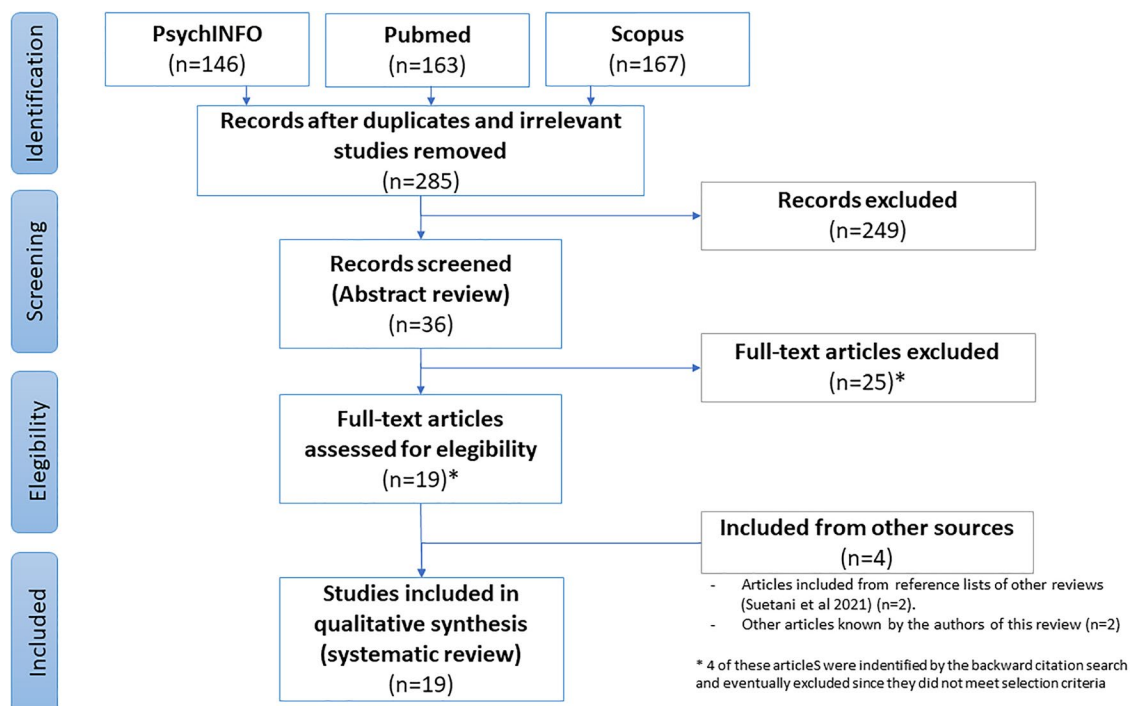 Identification
PsychINFO
(n=146)
Pubmed
(n=163)
Scopus
(n=167)
Records after duplicates and irrelevant
studies removed
(n=285)
Screening
Records excluded
(n=249)
Records screened
(Abstract review)
(n=36)
Full-text articles excluded
(n=25)*
Elegibility
Full-text articles
assessed for elegibility
(n=19)*
Included from other sources
(n=4)
- Articles included from reference lists of other reviews
(Suetani et al 2021) (n=2).
- Other articles known by the authors of this review (n=2)
Included
Studies included in
qualitative synthesis
(systematic review)
(n=19)
* 4 of these articleS were indentified by the backward citation search
and eventually excluded since they did not meet selection criteria